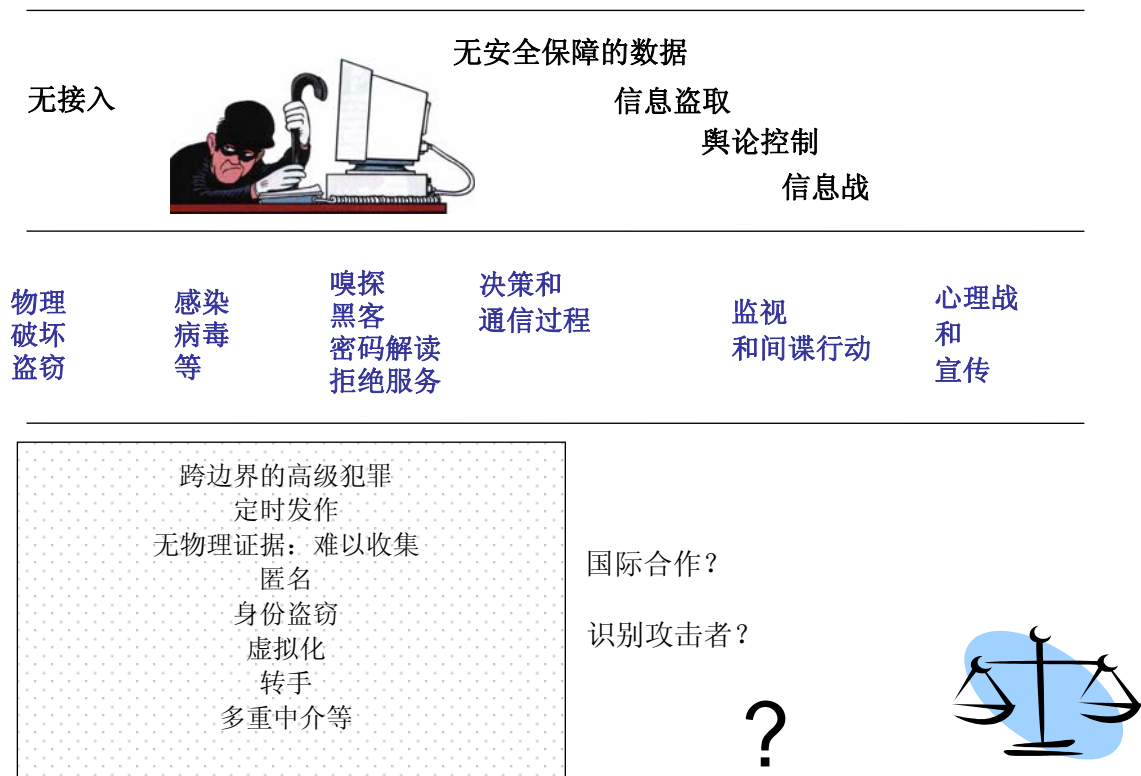 无安全保障的数据
无接入
信息盗取
舆论控制
信息战
物理
破坏
盗窃
感染
病毒
等
嗅探
黑客
密码解读
拒绝服务
决策和
通信过程
监视
和间谍行动
心理战
和
宣传
跨边界的高级犯罪
定时发作
无物理证据：难以收集
匿名
身份盗窃
虚拟化
转手
多重中介等
国际合作？
识别攻击者？
?